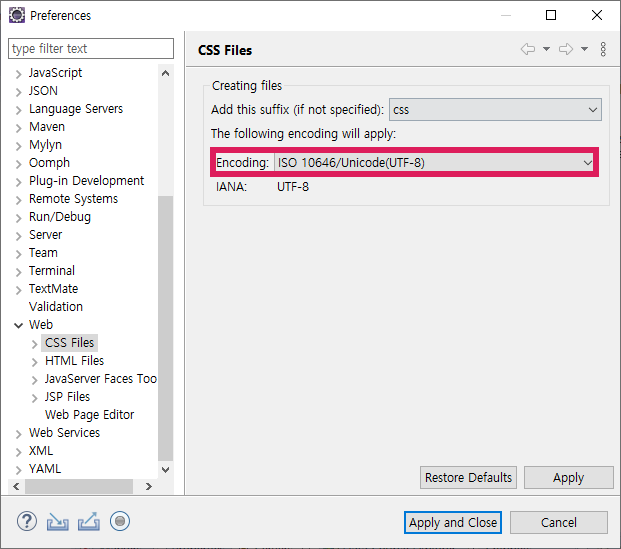 Preferences
type filter text
JavaScript
JSON
Language Servers
Maven
Mylyn
Oomph
Plug-in Development
Remote Systems
Run/Debug
Server
Team
Terminal
TextMate
Validation
Web
CSS Files
HTML Files
JavaServer Faces Too
JSP Files
Web Page Editor
Web Services
XML
YAML
CSS Files
Creating files
Add this suffix (if not specified): css
The following encoding will apply:
Encoding: ISO 10646/Unicode(UTF-8)
IANA: UTF-8
Restore Defaults Apply
Apply and Close Cancel